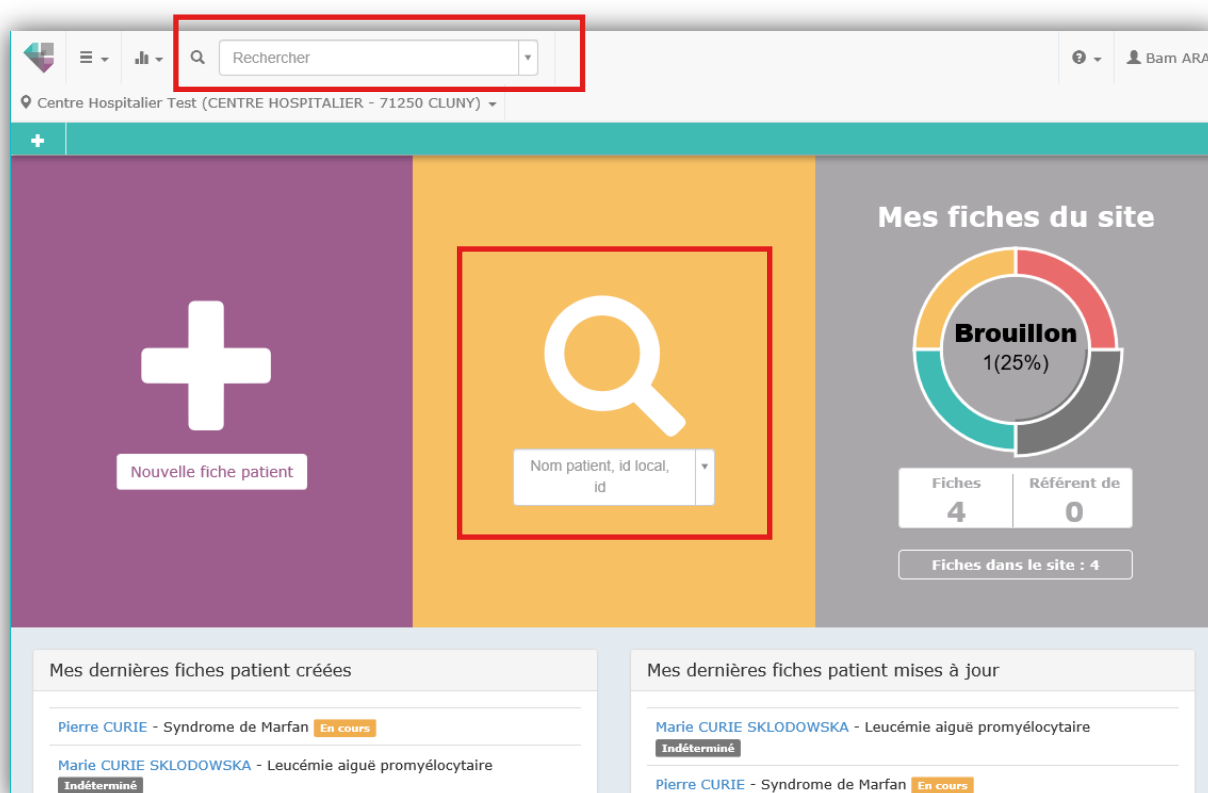 Rechercher
Bam ARA
Centre Hospitalier Test (CENTRE HOSPITALIER - 71250 CLUNY)
Nouvelle fiche patient
Nom patient, id local,
id
Mes fiches du site
Brouillon
1(25%)
Fiches
4
Référent de
0
Fiches dans le site : 4
Mes dernières fiches patient créées
Pierre CURIE - Syndrome de Marfan En cours
Marie CURIE SKLODOWSKA - Leucémie aiguë promyélocytaire
Indéterminé
Mes dernières fiches patient mises à jour
Marie CURIE SKLODOWSKA - Leucémie aiguë promyélocytaire
Indéterminé
Pierre CURIE - Syndrome de Marfan En cours